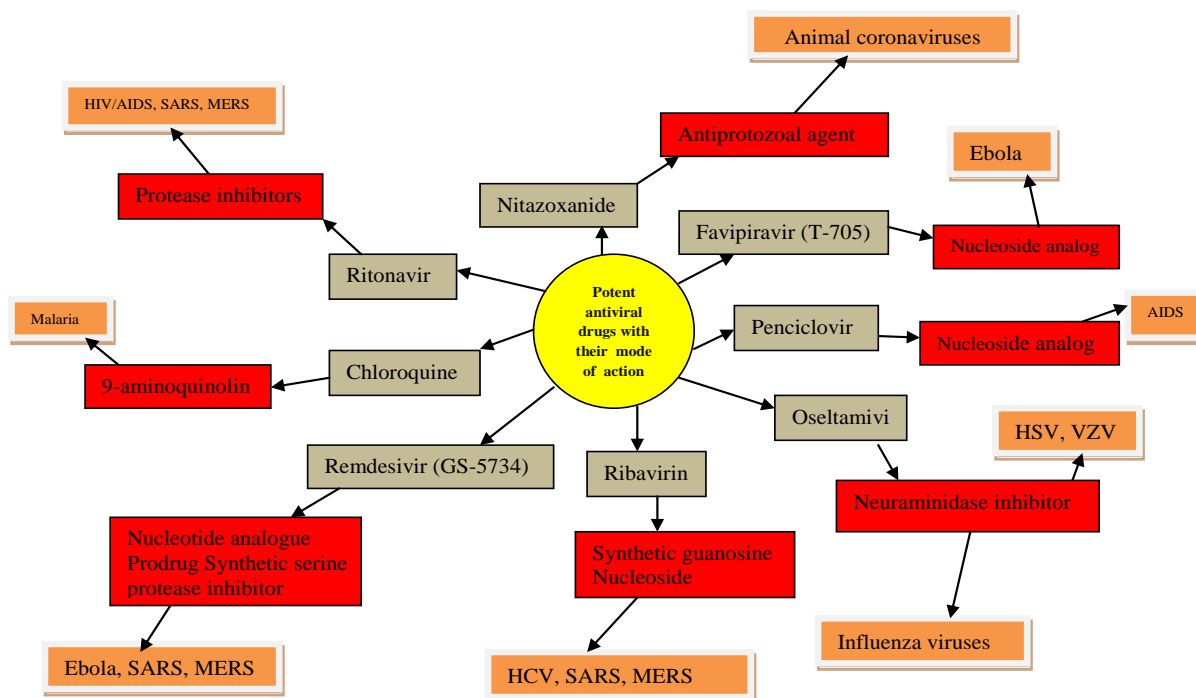 Animal coronaviruses
HIV/AIDS, SARS, MERS
Antiprotozoal agent
Ebola
Protease inhibitors
Nitazoxanide
Favipiravir (T-705)
Nucleoside analog
Ritonavir
Potent
antiviral
drugs with
their mode
of action
Malaria
Penciclovir
AIDS
Nucleoside analog
Chloroquine
9-aminoquinolin
Oseltamivi
HSV, VZV
Remdesivir (GS-5734)
Ribavirin
Neuraminidase inhibitor
Nucleotide analogue
Prodrug Synthetic serine
protease inhibitor
Synthetic guanosine
Nucleoside
Influenza viruses
Ebola, SARS, MERS
HCV, SARS, MERS